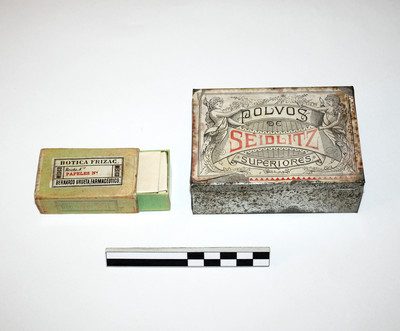 BOTICA FRIZAC
PAPELES Nº
BERNARDO URUETA, FARMACEUTICO
POLVOS
DE
SEIDLITZ
SUPERIORES